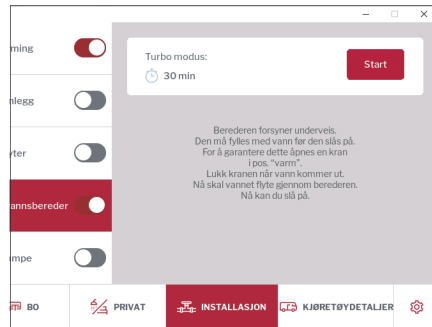 ming
Turbo modus:
30 min
Start
nlegg
Berederen forsyner underveis.
Den må fylles med vann før den slås på.
For å garantere dette åpnes en kran
i pos. "varm".
Lukk kranen når vann kommer ut.
Nå skal vannet flyte gjennom berederen.
Nå kan du slå på.
yter
annsbereder
umpe
BO
PRIVAT
INSTALLASJON
KJØRETØYDETALJER